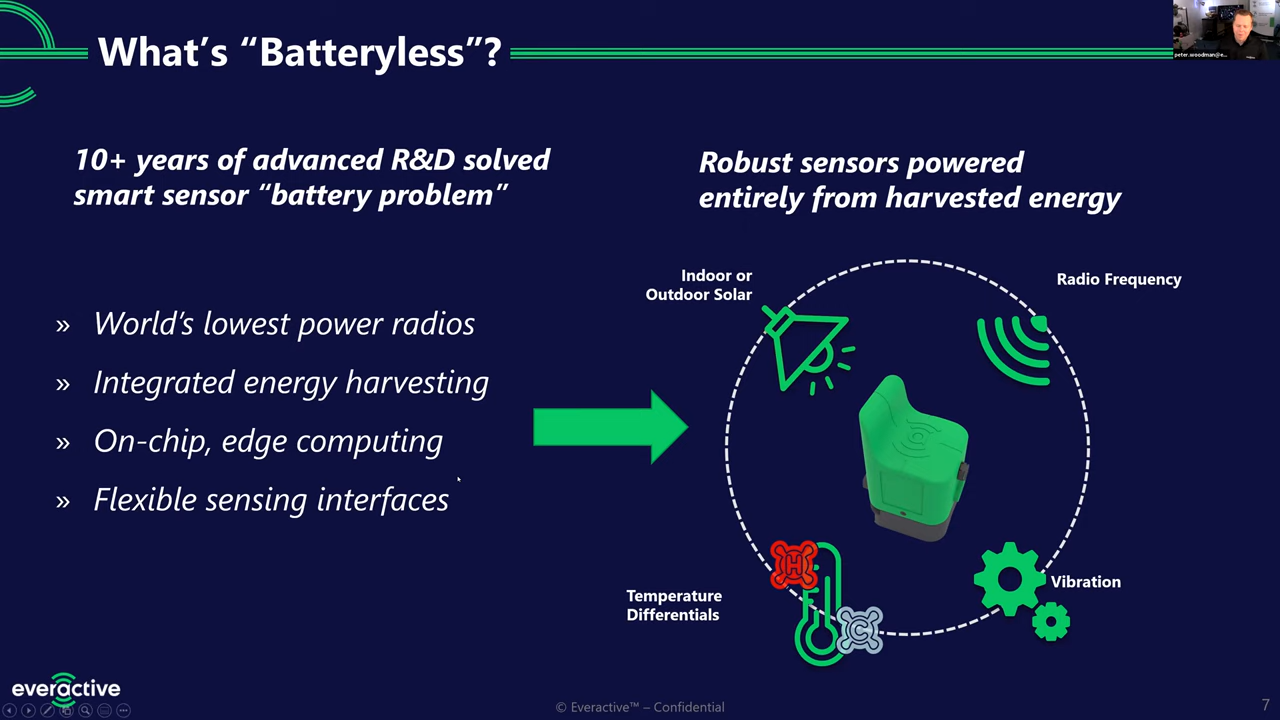 What's “Batteryless”?
peter.woodman@e...
10+ years of advanced R&D solved
smart sensor “battery problem”
Robust sensors powered
entirely from harvested energy
» World's lowest power radios
» Integrated energy harvesting
» On-chip, edge computing
» Flexible sensing interfaces
Indoor or
Outdoor Solar
Radio Frequency
H
Temperature
Differentials
C
Vibration
everactive
© Everactive™ – Confidential
7